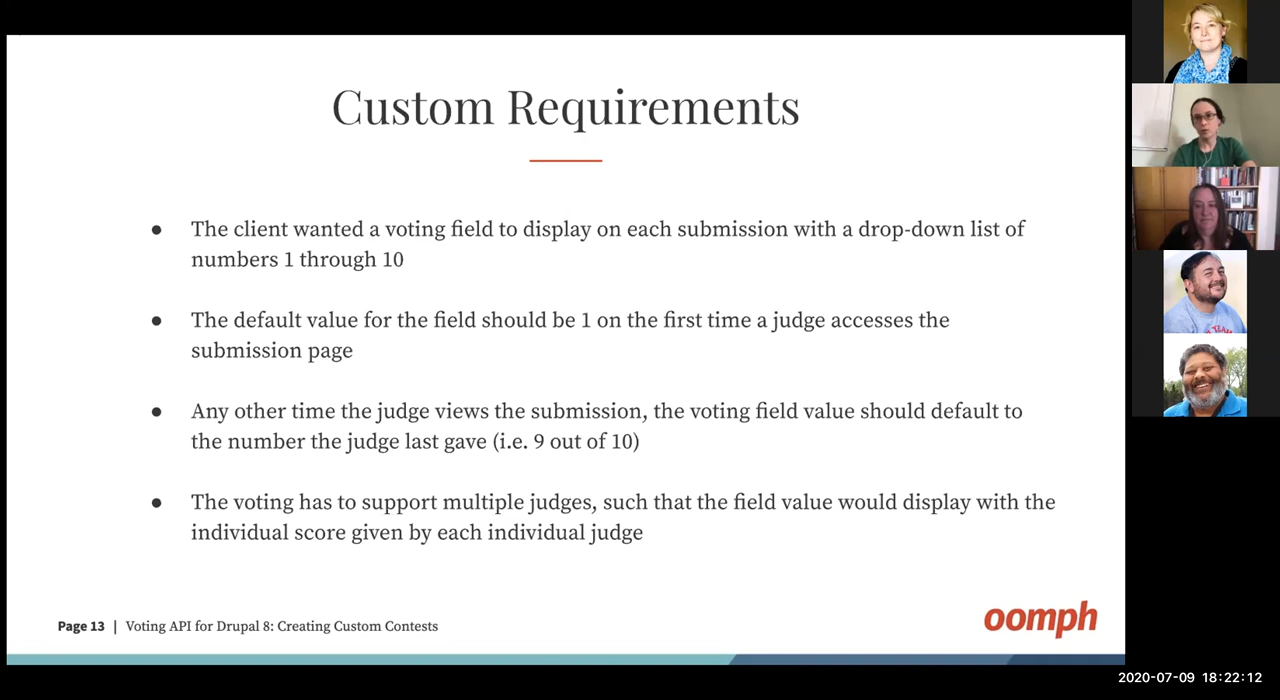 Custom Requirements
● The client wanted a voting field to display on each submission with a drop-down list of
numbers 1 through 10
● The default value for the field should be 1 on the first time a judge accesses the
submission page
● Any other time the judge views the submission, the voting field value should default to
the number the judge last gave (i.e. 9 out of 10)
● The voting has to support multiple judges, such that the field value would display with the
individual score given by each individual judge
Page 13 | Voting API for Drupal 8: Creating Custom Contests
oomph
2020-07-09 18:22:12